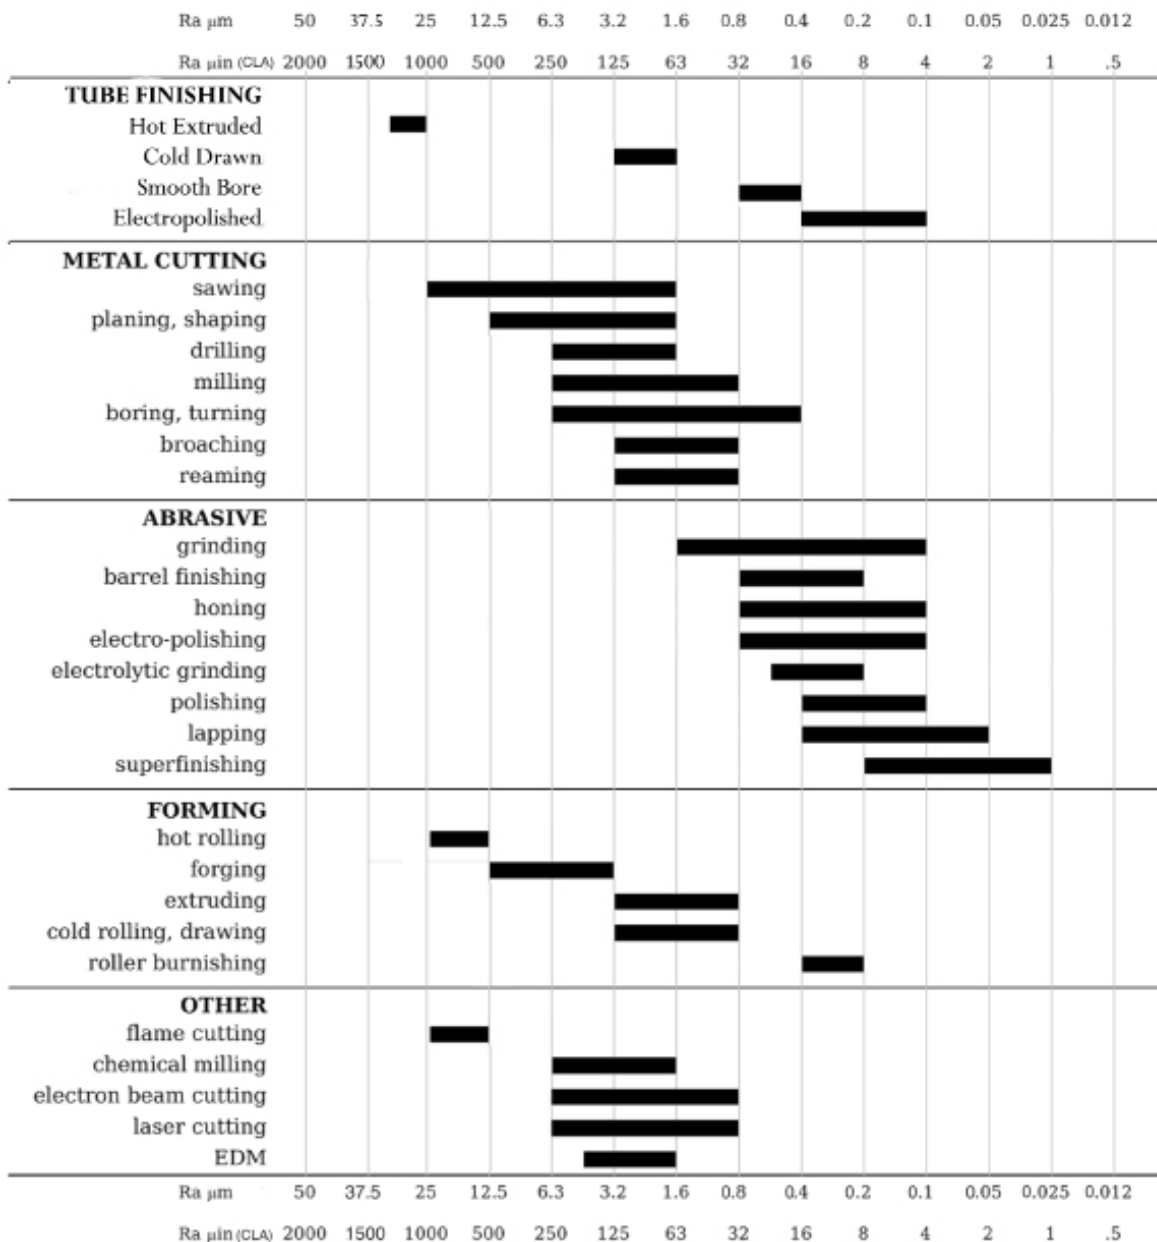 Ra μm 50 37.5 25 12.5 6.3 3.2 1.6 0.8 0.4 0.2 0.1 0.05 0.025 0.012
Ra μin (CLA) 2000 1500 1000 500 250 125 63 32 16 8 4 2 1 .5
TUBE FINISHING
Hot Extruded
Cold Drawn
Smooth Bore
Electropolished
METAL CUTTING
sawing
planing, shaping
drilling
milling
boring, turning
broaching
reaming
ABRASIVE
grinding
barrel finishing
honing
electro-polishing
electrolytic grinding
polishing
lapping
superfinishing
FORMING
hot rolling
forging
extruding
cold rolling, drawing
roller burnishing
OTHER
flame cutting
chemical milling
electron beam cutting
laser cutting
EDM
Ra μm 50 37.5 25 12.5 6.3 3.2 1.6 0.8 0.4 0.2 0.1 0.05 0.025 0.012
Ra μin (CLA) 2000 1500 1000 500 250 125 63 32 16 8 4 2 1 .5